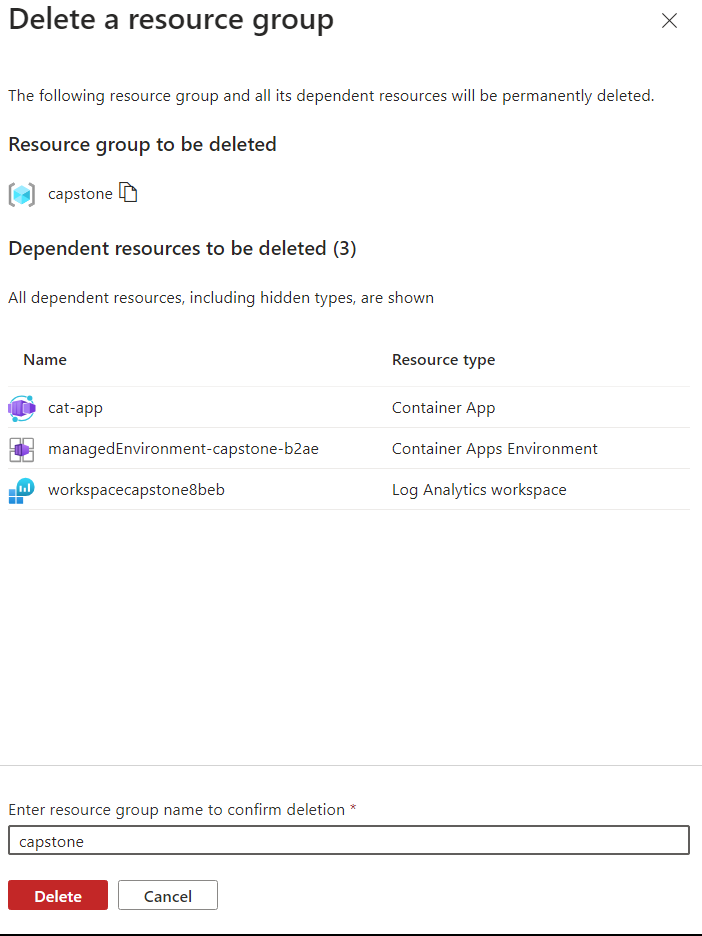 Delete a resource group
The following resource group and all its dependent resources will be permanently deleted.
Resource group to be deleted
capstone
Dependent resources to be deleted (3)
All dependent resources, including hidden types, are shown
Name Resource type
cat-app Container App
managedEnvironment-capstone-b2ae Container Apps Environment
workspacecapstone8beb Log Analytics workspace
Enter resource group name to confirm deletion *
capstone
Delete Cancel